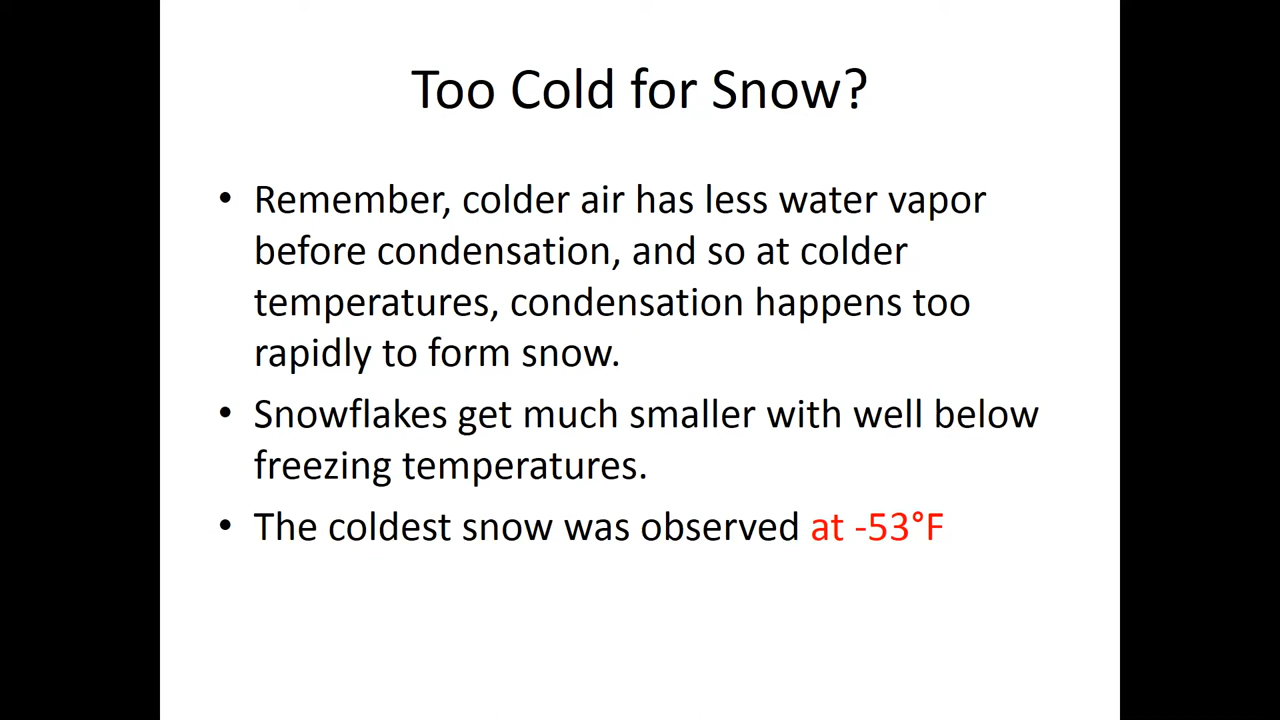 Too Cold for Snow?
• Remember, colder air has less water vapor
before condensation, and so at colder
temperatures, condensation happens too
rapidly to form snow.
• Snowflakes get much smaller with well below
freezing temperatures.
• The coldest snow was observed at -53°F